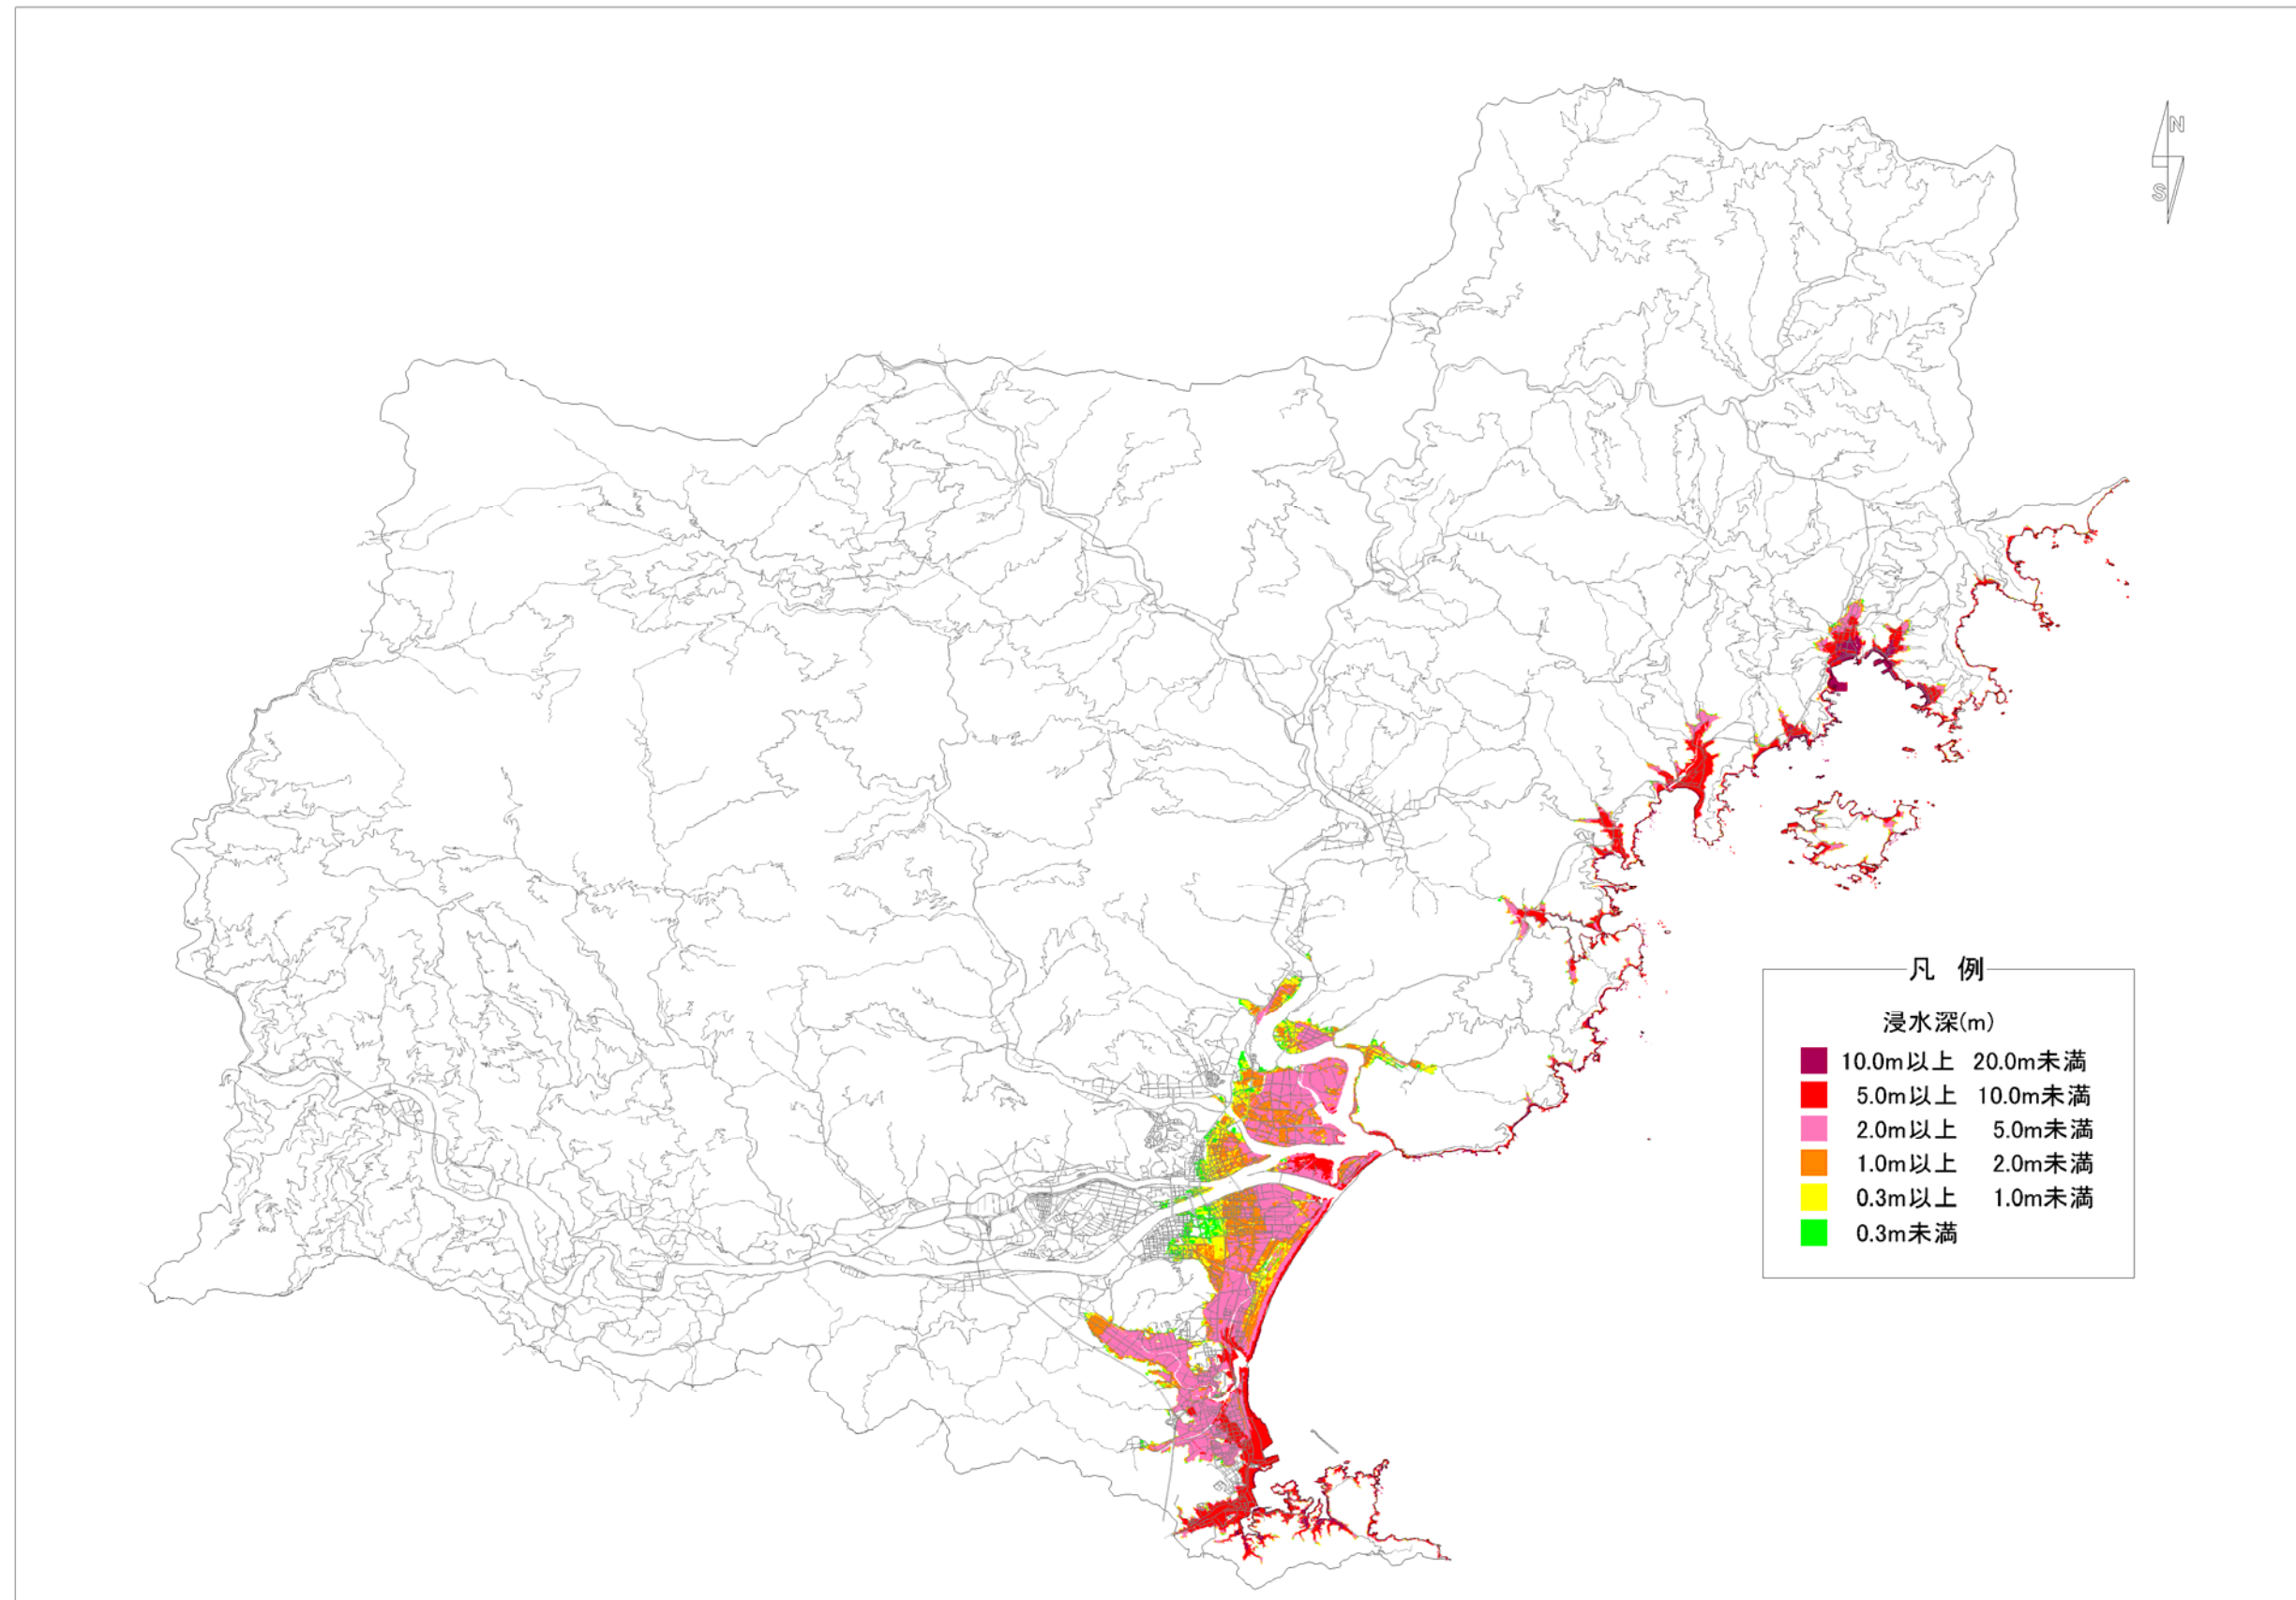 N
S
凡 例
浸水深(m)
10.0m以上 20.0m未満
5.0m以上 10.0m未満
2.0m以上 5.0m未満
1.0m以上 2.0m未満
0.3m以上 1.0m未満
0.3m未満